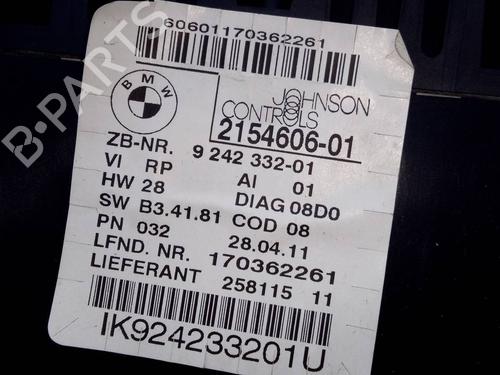 60601170362261
BMW
JOHNSON
CONTROLS
2154606-01
ZB-NR. 9 242 332-01
VI RP AI 01
HW 28 DIAG 08D0
SW B3.41.81 COD 08
PN 032 28.04.11
LFND. NR. 170362261
LIEFERANT 258115 11
IK924233201U
B-PARTS